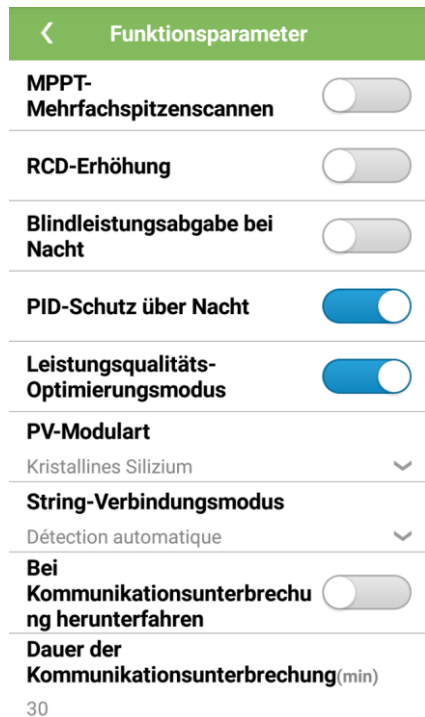 Funktionsparameter
MPPT-
Mehrfachspitzenscannen
RCD-Erhöhung
Blindleistungsabgabe bei
Nacht
PID-Schutz über Nacht
Leistungsqualitäts-
Optimierungsmodus
PV-Modulart
Kristallines Silizium
String-Verbindungsmodus
Détection automatique
Bei
Kommunikationsunterbrechu
ng herunterfahren
Dauer der
Kommunikationsunterbrechung(min)
30